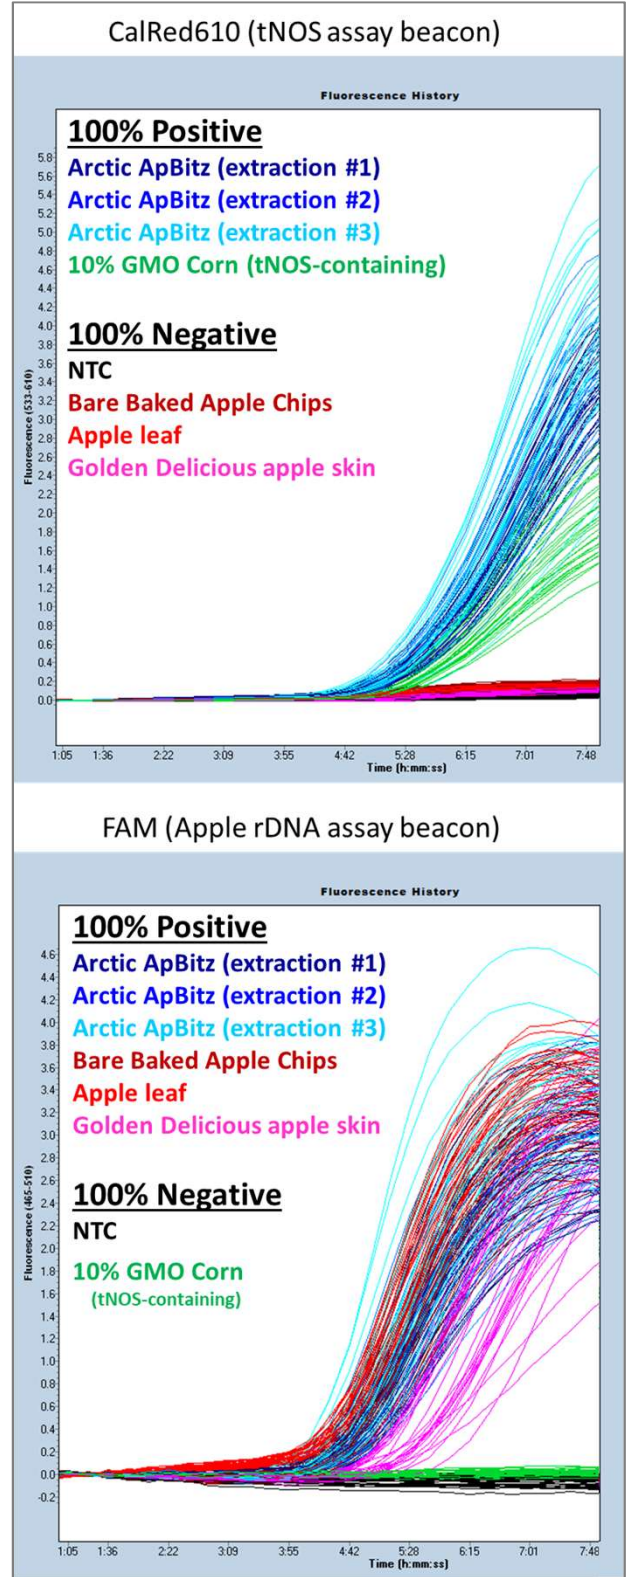 CalRed610 (tNOS assay beacon)
Fluorescence History
100% Positive
Arctic ApBitz (extraction #1)
Arctic ApBitz (extraction #2)
Arctic ApBitz (extraction #3)
10% GMO Corn (tNOS-containing)
100% Negative
NTC
Bare Baked Apple Chips
Apple leaf
Golden Delicious apple skin
Fluorescence (533-610)
5.8
5.6
5.4
5.2
5.0
4.8
4.6
4.4
4.2
4.0
3.8
3.6
3.4
3.2
3.0
2.8
2.6
2.4
2.2
2.0
1.8
1.6
1.4
1.2
1.0
0.8
0.6
0.4
0.2
0.0
1:05 1:36 2:22 3:09 3:55 4:42 5:28 6:15 7:01 7:48
Time (h:mm:ss)
FAM (Apple rDNA assay beacon)
Fluorescence History
100% Positive
Arctic ApBitz (extraction #1)
Arctic ApBitz (extraction #2)
Arctic ApBitz (extraction #3)
Bare Baked Apple Chips
Apple leaf
Golden Delicious apple skin
100% Negative
NTC
10% GMO Corn
(tNOS-containing)
Fluorescence (465-510)
4.6
4.4
4.2
4.0
3.8
3.6
3.4
3.2
3.0
2.8
2.6
2.4
2.2
2.0
1.8
1.6
1.4
1.2
1.0
0.8
0.6
0.4
0.2
0.0
-0.2
1:05 1:36 2:22 3:09 3:55 4:42 5:28 6:15 7:01 7:48
Time (h:mm:ss)